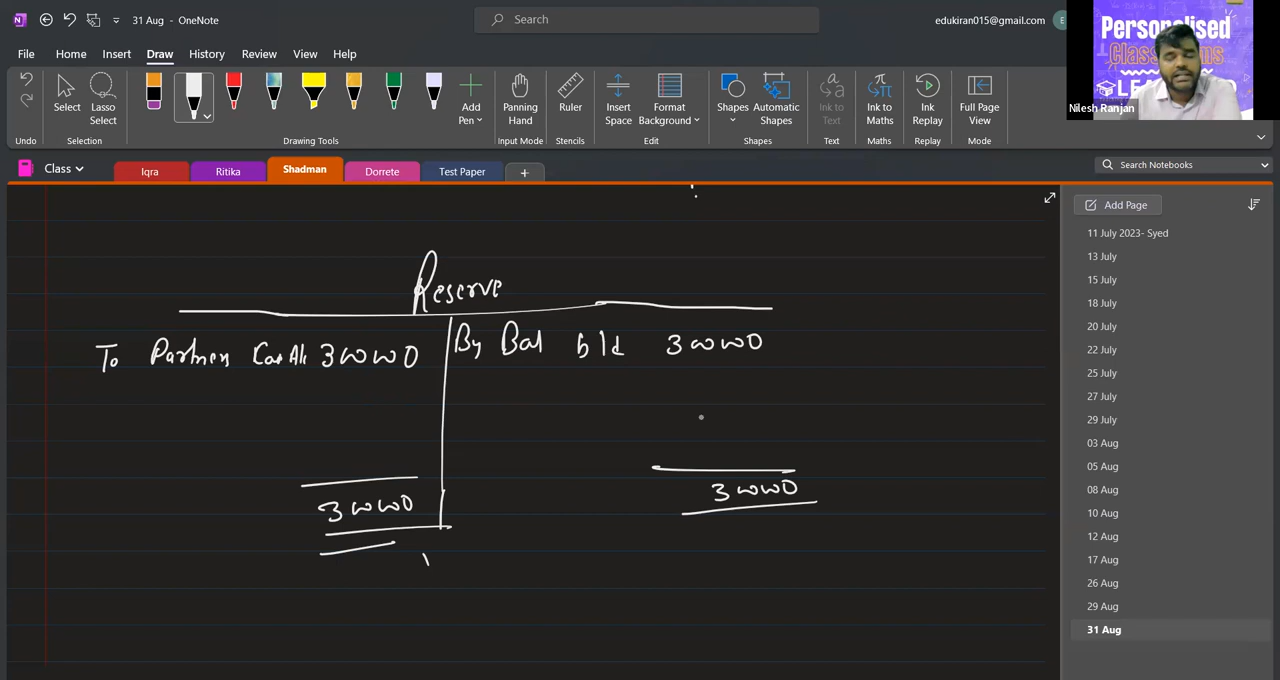 31 Aug - OneNote
Search
edukiran015@gmail.com
E
Personalised
Nilesh Ranjan
File Home Insert Draw History Review View Help
Undo
Select
Lasso Select
Selection
Drawing Tools
Add Pen
Panning Hand
Input Mode
Ruler
Stencils
Insert Space
Format Background
Edit
Shapes
Automatic Shapes
Shapes
Ink to Text
Text
Ink to Maths
Maths
Ink Replay
Replay
Full Page View
Mode
Class
Iqra
Ritika
Shadman
Dorrete
Test Paper
+
Search Notebooks
Add Page
11 July 2023- Syed
13 July
15 July
18 July
20 July
22 July
25 July
27 July
29 July
03 Aug
05 Aug
08 Aug
10 Aug
12 Aug
17 Aug
26 Aug
29 Aug
31 Aug
Reserve
To Partners Cap A/c 30000
By Bal b/d 30000
30000
30000